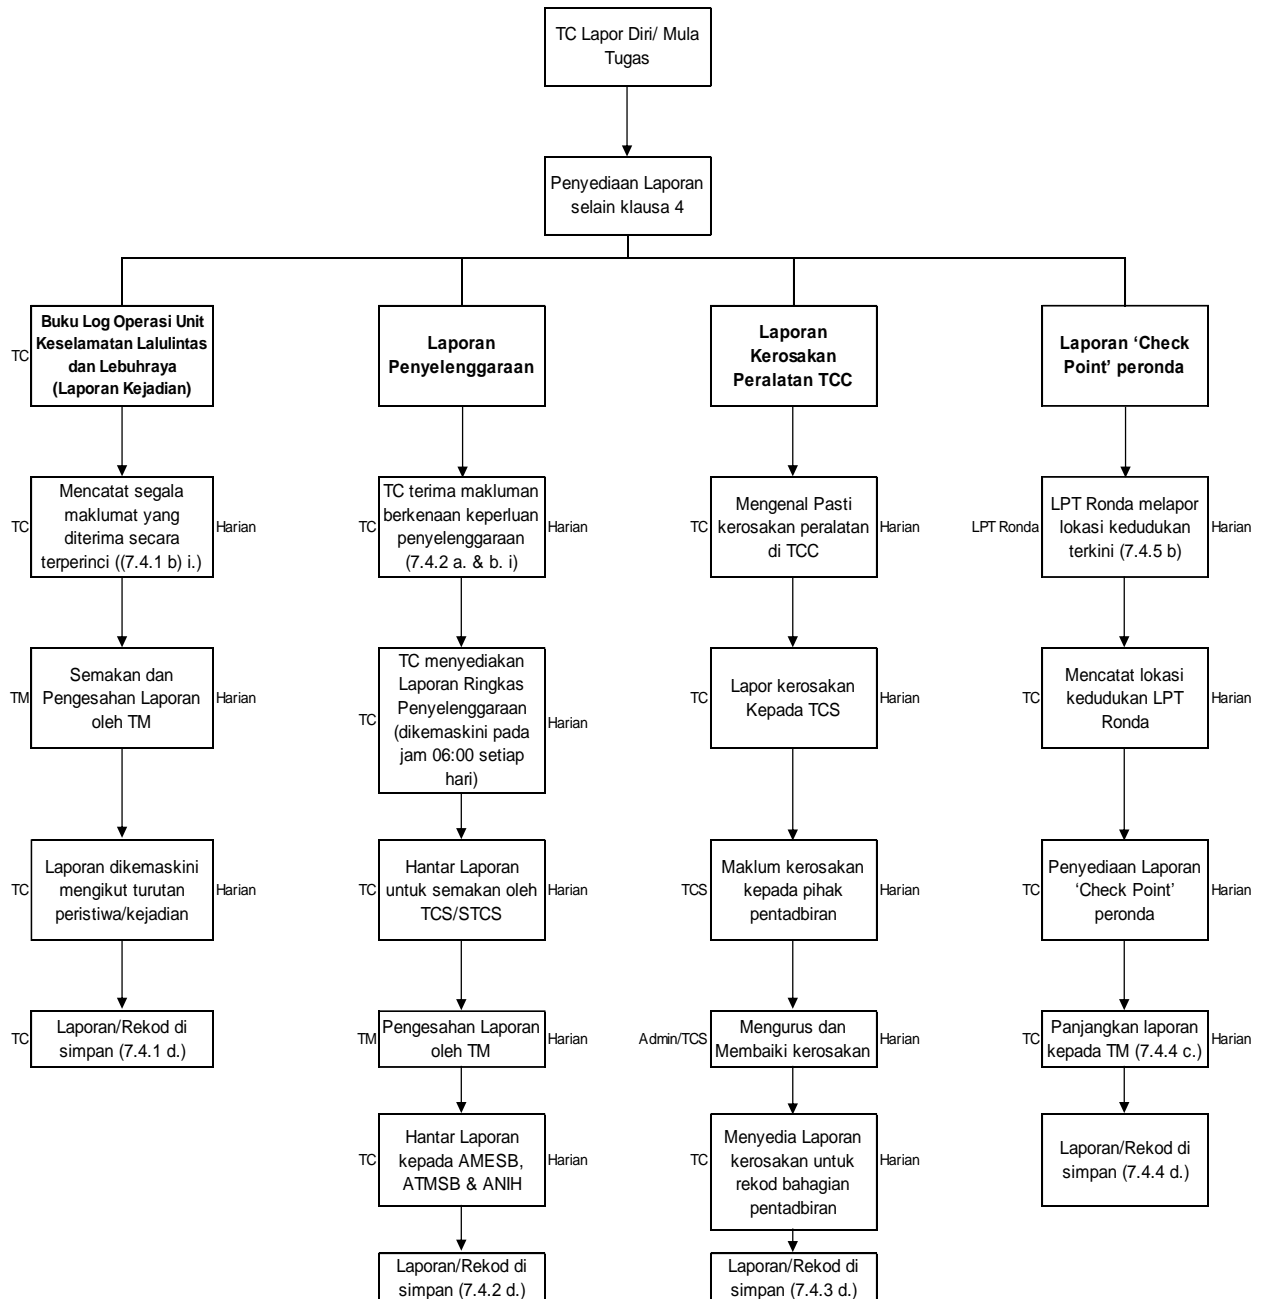 TC Lapor Diri/ Mula
Tugas
Penyediaan Laporan
selain klausa 4
TC
Buku Log Operasi Unit
Keselamatan Lalulintas
dan Lebuhraya
(Laporan Kejadian)
Laporan
Penyelenggaraan
Laporan
Kerosakan
Peralatan TCC
Laporan ‘Check
Point’ peronda
TC
Mencatat segala
maklumat yang
diterima secara
terperinci ((7.4.1 b) i.)
Harian
TC
TC terima makluman
berkenaan keperluan
penyelenggaraan
(7.4.2 a. & b. i)
Harian
TC
Mengenal Pasti
kerosakan peralatan
di TCC
Harian
LPT Ronda
LPT Ronda melapor
lokasi kedudukan
terkini (7.4.5 b)
Harian
TM
Semakan dan
Pengesahan Laporan
oleh TM
Harian
TC
TC menyediakan
Laporan Ringkas
Penyelenggaraan
(dikemaskini pada
jam 06:00 setiap
hari)
Harian
TC
Lapor kerosakan
Kepada TCS
Harian
TC
Mencatat lokasi
kedudukan LPT
Ronda
Harian
TC
Laporan dikemaskini
mengikut turutan
peristiwa/kejadian
Harian
TC
Hantar Laporan
untuk semakan oleh
TCS/STCS
Harian
TCS
Maklum kerosakan
kepada pihak
pentadbiran
Harian
TC
Penyediaan Laporan
‘Check Point’
peronda
Harian
TC
Laporan/Rekod di
simpan (7.4.1 d.)
TM
Pengesahan Laporan
oleh TM
Harian
Admin/TCS
Mengurus dan
Membaiki kerosakan
Harian
TC
Panjangkan laporan
kepada TM (7.4.4 c.)
Harian
TC
Hantar Laporan
kepada AMESB,
ATMSB & ANIH
Harian
TC
Menyedia Laporan
kerosakan untuk
rekod bahagian
pentadbiran
Harian
Laporan/Rekod di
simpan (7.4.4 d.)
Laporan/Rekod di
simpan (7.4.2 d.)
Laporan/Rekod di
simpan (7.4.3 d.)